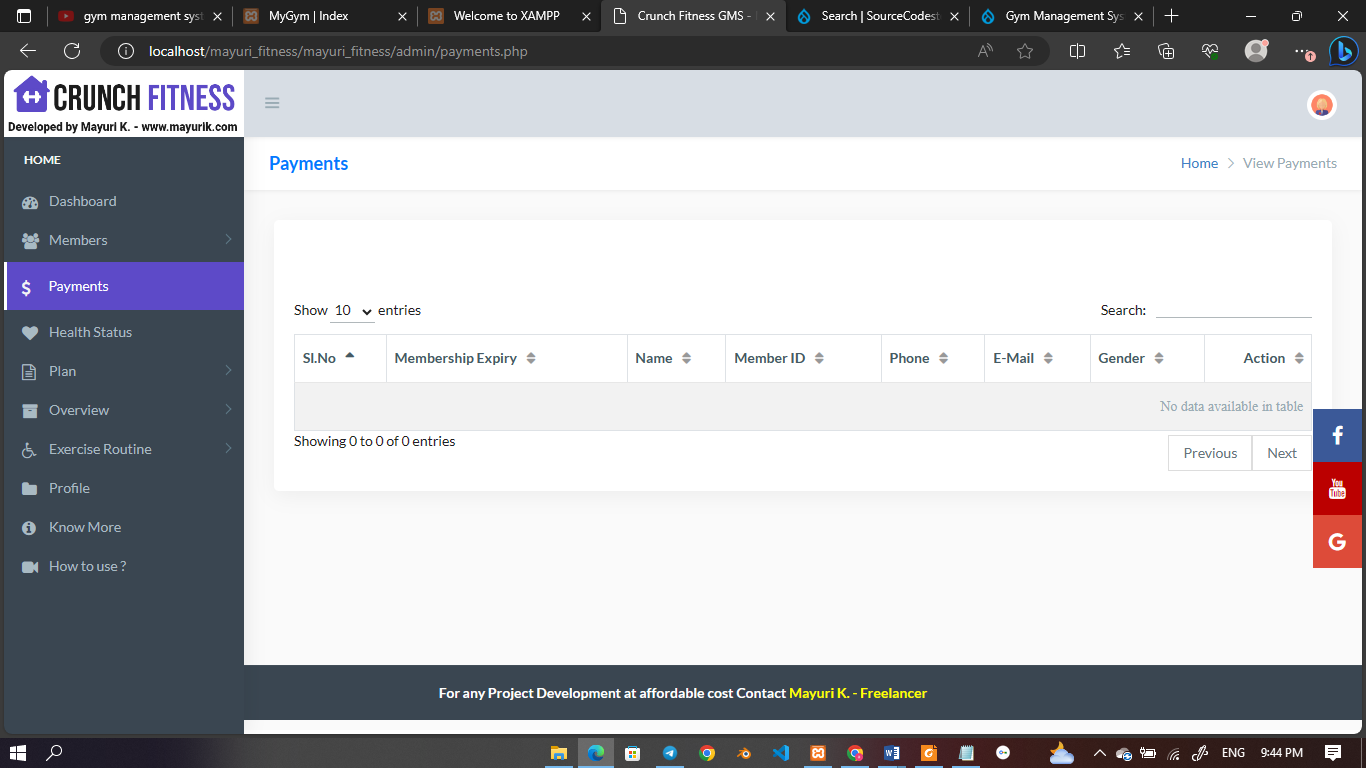 gym management syst
MyGym | Index
Welcome to XAMPP
Crunch Fitness GMS -
Search | SourceCodest
Gym Management Sys
localhost/mayuri_fitness/mayuri_fitness/admin/payments.php
CRUNCH FITNESS
Developed by Mayuri K. - www.mayurik.com
HOME
Dashboard
Members
Payments
Health Status
Plan
Overview
Exercise Routine
Profile
Know More
How to use ?
Payments
Home > View Payments
Show 10 entries
Search:
Sl.No Membership Expiry Name Member ID Phone E-Mail Gender Action
No data available in table
Showing 0 to 0 of 0 entries
Previous Next
f
You Tube
G
For any Project Development at affordable cost Contact Mayuri K. - Freelancer
ENG 9:44 PM